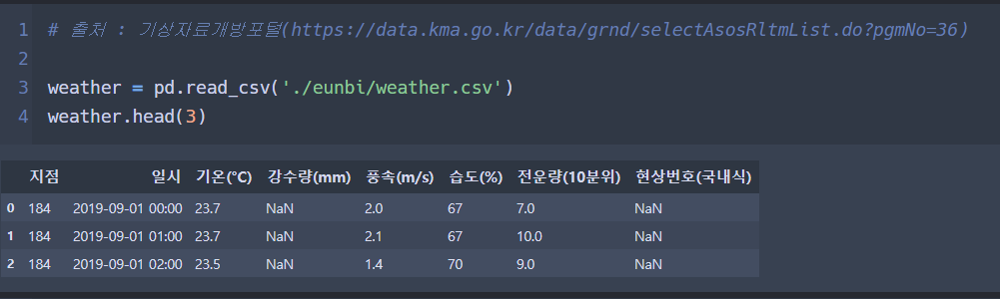 1 # 출처 : 기상자료개방포털(https://data.kma.go.kr/data/grnd/selectAsosRltmList.do?pgmNo=36)
2
3 weather = pd.read_csv('./eunbi/weather.csv')
4 weather.head(3)
지점 일시 기온(°C) 강수량(mm) 풍속(m/s) 습도(%) 전운량(10분위) 현상번호(국내식)
0 184 2019-09-01 00:00 23.7 NaN 2.0 67 7.0 NaN
1 184 2019-09-01 01:00 23.7 NaN 2.1 67 10.0 NaN
2 184 2019-09-01 02:00 23.5 NaN 1.4 70 9.0 NaN